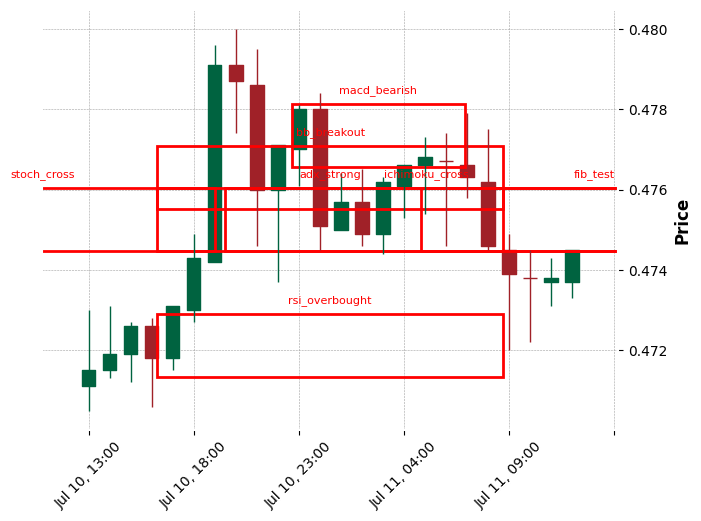 0.480
macd_bearish
0.478
bb_breakout
stoch_cross
adx_strong
ichimoku_cross
fib_test
0.476
Price
0.474
rsi_overbought
0.472
Jul 10, 13:00
Jul 10, 18:00
Jul 10, 23:00
Jul 11, 04:00
Jul 11, 09:00